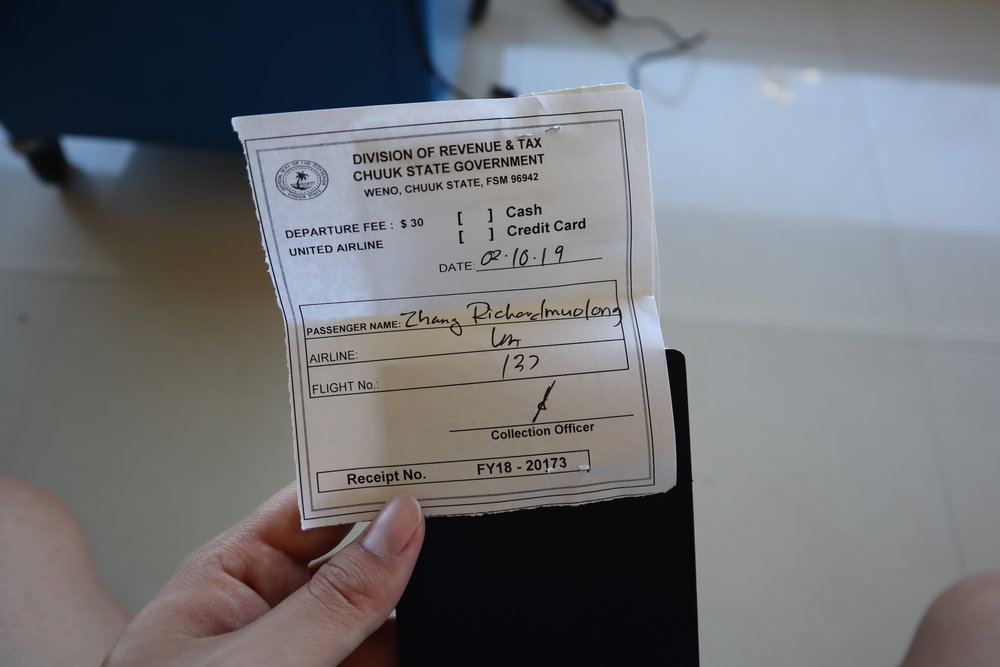 DIVISION OF REVENUE & TAX
CHUUK STATE GOVERNMENT
WENO, CHUUK STATE, FSM 96942
DEPARTURE FEE : $ 30
UNITED AIRLINE
[ ] Cash
[ ] Credit Card
DATE: 02.10.19
PASSENGER NAME: Zhang Richardmuolong
AIRLINE:
FLIGHT No.: 137
Collection Officer
Receipt No. FY18 - 20173